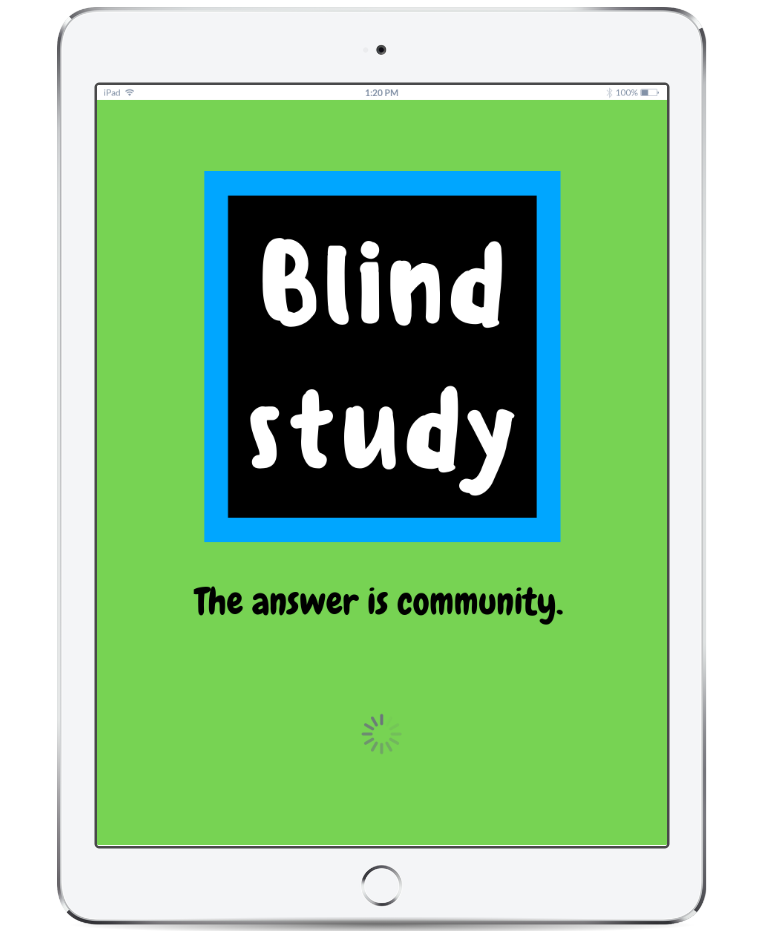 iPad 1:20 PM 100%
Blind
study
The answer is community.